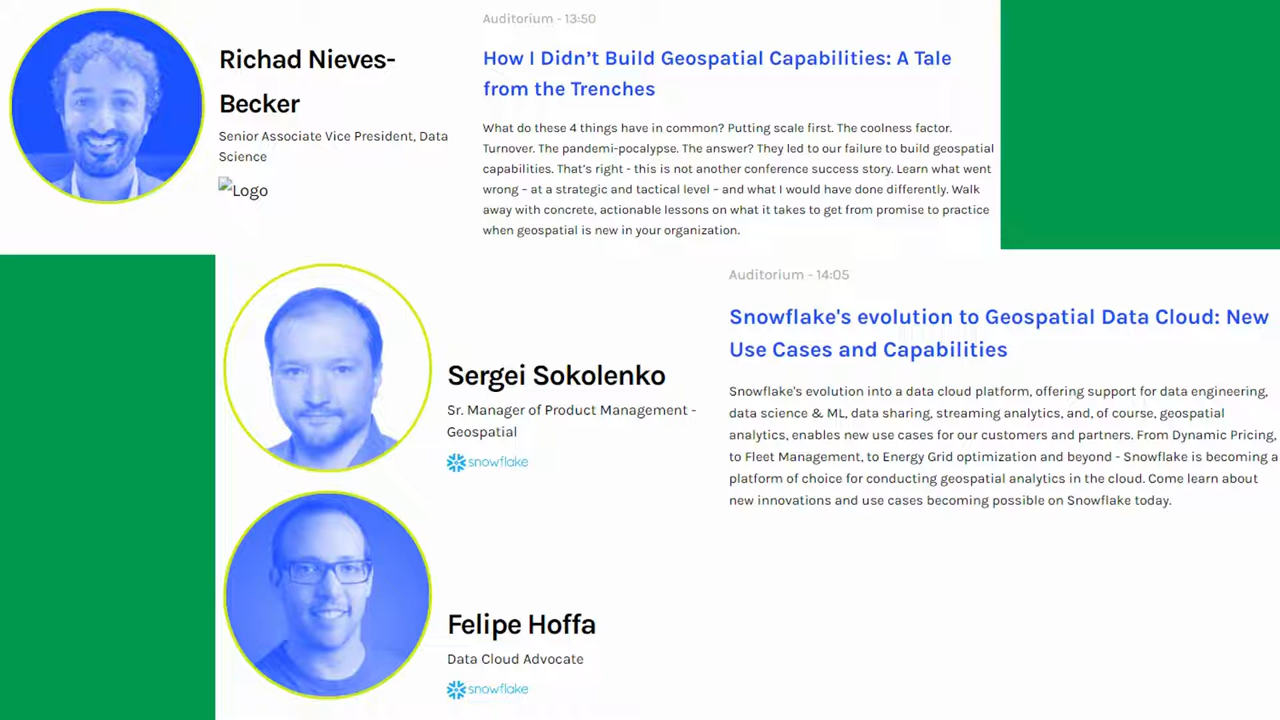 Richad Nieves-
Becker
Senior Associate Vice President, Data
Science
Logo
Auditorium - 13:50
How I Didn’t Build Geospatial Capabilities: A Tale
from the Trenches
What do these 4 things have in common? Putting scale first. The coolness factor.
Turnover. The pandemi-pocalypse. The answer? They led to our failure to build geospatial
capabilities. That’s right - this is not another conference success story. Learn what went
wrong – at a strategic and tactical level – and what I would have done differently. Walk
away with concrete, actionable lessons on what it takes to get from promise to practice
when geospatial is new in your organization.
Sergei Sokolenko
Sr. Manager of Product Management -
Geospatial
snowflake
Felipe Hoffa
Data Cloud Advocate
snowflake
Auditorium - 14:05
Snowflake's evolution to Geospatial Data Cloud: New
Use Cases and Capabilities
Snowflake's evolution into a data cloud platform, offering support for data engineering,
data science & ML, data sharing, streaming analytics, and, of course, geospatial
analytics, enables new use cases for our customers and partners. From Dynamic Pricing,
to Fleet Management, to Energy Grid optimization and beyond - Snowflake is becoming a
platform of choice for conducting geospatial analytics in the cloud. Come learn about
new innovations and use cases becoming possible on Snowflake today.